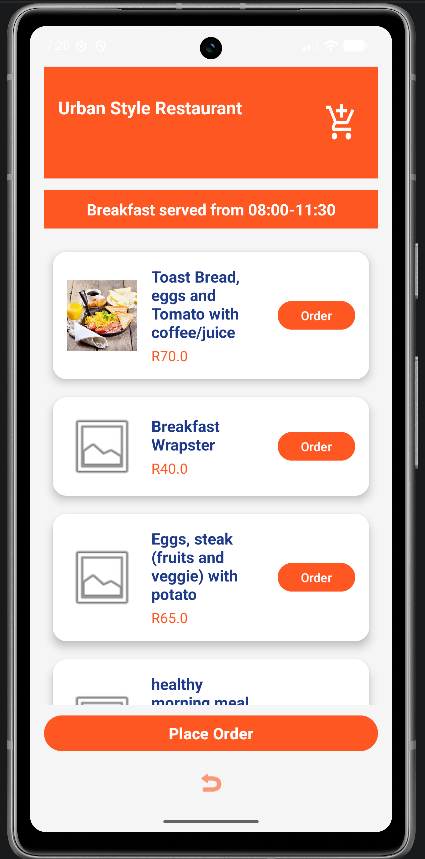 7:20
Urban Style Restaurant
Breakfast served from 08:00-11:30
Toast Bread,
eggs and
Tomato with
coffee/juice
R70.0
Order
Breakfast
Wrapster
R40.0
Order
Eggs, steak
(fruits and
veggie) with
potato
R65.0
Order
healthy
morning meal
Place Order